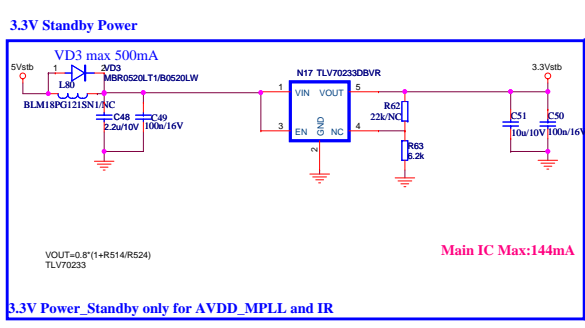 3.3V Standby Power
VD3 max 500mA
5Vstb
1
2
VD3
MBR0520LT1/B0520LW
L80
BLM18PG121SN1/NC
C48
2.2u/10V
C49
100n/16V
N17 TLV70233DBVR
1
VIN
VOUT
5
3
EN
GND
NC
4
2
R62
22k/NC
R63
6.2k
3.3Vstb
C51
10u/10V
C50
100n/16V
VOUT=0.8*(1+R514/R524)
TLV70233
Main IC Max:144mA
3.3V Power_Standby only for AVDD_MPLL and IR